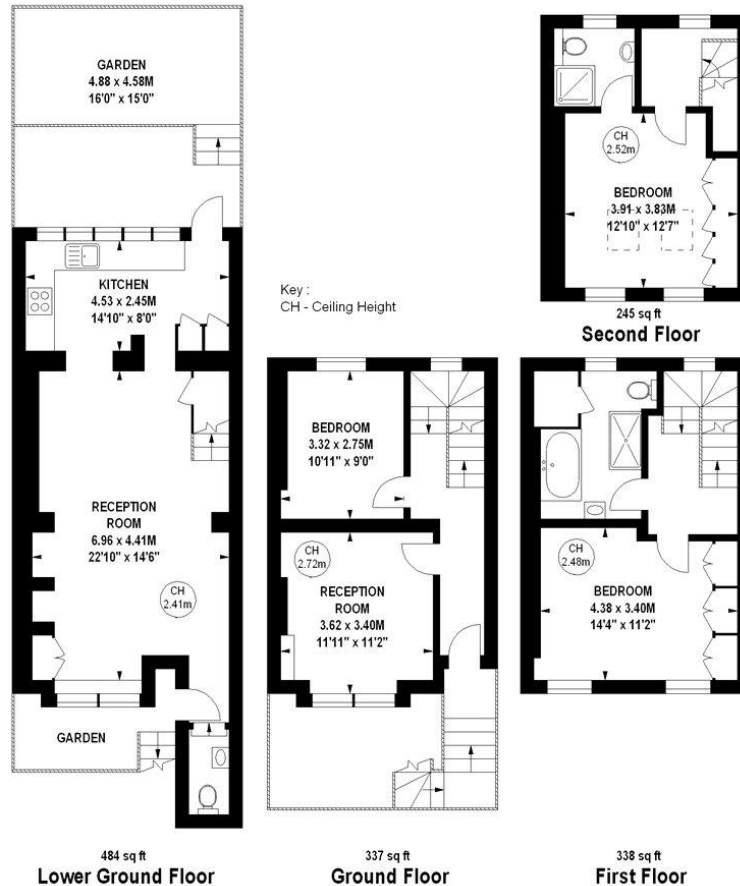 GARDEN
4.88 x 4.58M
16'0" x 15'0"
KITCHEN
4.53 x 2.45M
14'10" x 8'0"
RECEPTION
ROOM
6.96 x 4.41M
22'10" x 14'6"
CH
2.41m
GARDEN
484 sq ft
Lower Ground Floor
Key :
CH - Ceiling Height
BEDROOM
3.32 x 2.75M
10'11" x 9'0"
CH
2.72m
RECEPTION
ROOM
3.62 x 3.40M
11'11" x 11'2"
337 sq ft
Ground Floor
CH
2.52m
BEDROOM
3.91 x 3.83M
12'10" x 12'7"
245 sq ft
Second Floor
CH
2.48m
BEDROOM
4.38 x 3.40M
14'4" x 11'2"
338 sq ft
First Floor